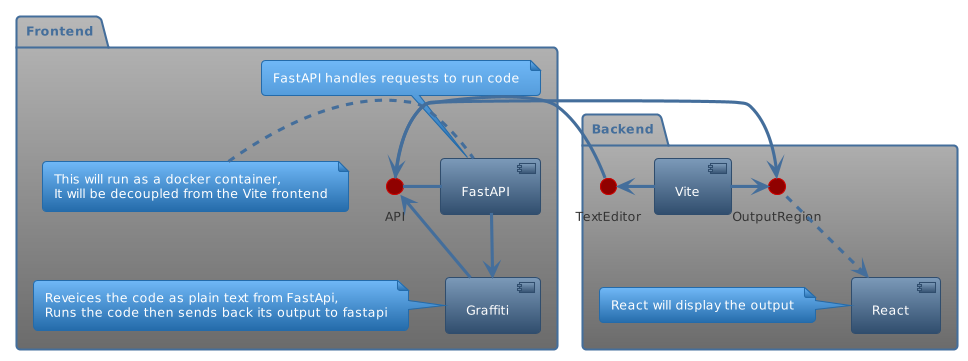 Frontend
FastAPI handles requests to run code
Backend
This will run as a docker container,
It will be decoupled from the Vite frontend
FastAPI
Vite
API
TextEditor
OutputRegion
Reveices the code as plain text from FastApi,
Runs the code then sends back its output to fastapi
Graffiti
React will display the output
React